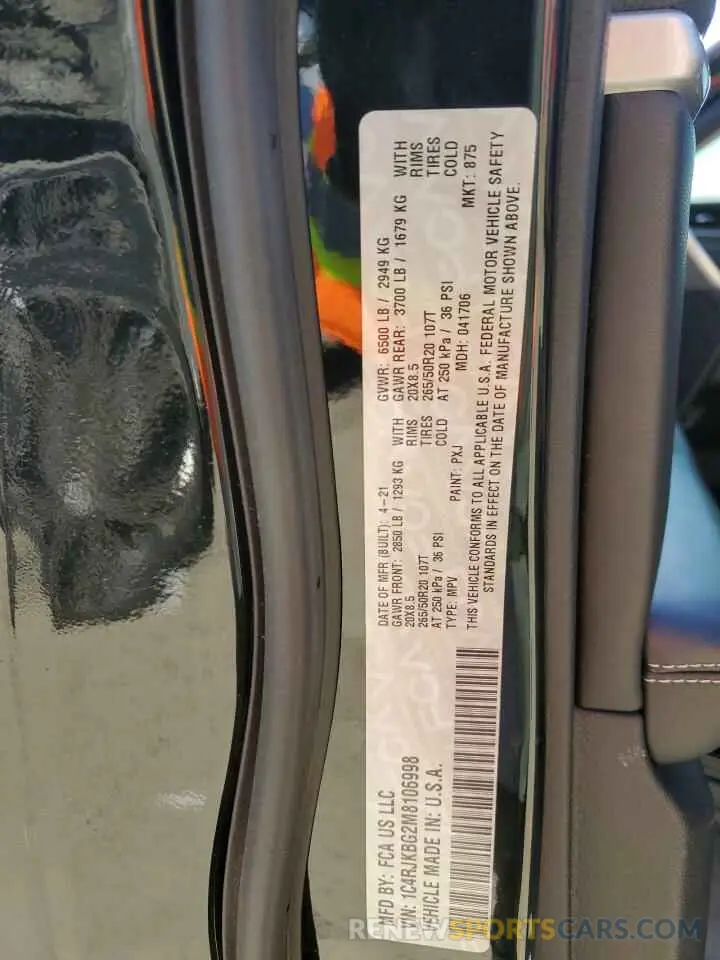 MFD BY: FCA US LLC
DATE OF MFR (BUILT): 4-21
GVWR: 6500 LB / 2949 KG
GAWR FRONT: 2850 LB / 1293 KG WITH
GAWR REAR: 3700 LB / 1679 KG WITH
20X8.5 RIMS
20X8.5 RIMS
265/50R20 107T TIRES
265/50R20 107T TIRES
AT 250 kPa / 36 PSI COLD
AT 250 kPa / 36 PSI COLD
VIN: 1C4RJKBG2M8106998
TYPE: MPV
PAINT: PXJ
MDH: 041706
MKT: 875
VEHICLE MADE IN: U.S.A.
THIS VEHICLE CONFORMS TO ALL APPLICABLE U.S.A. FEDERAL MOTOR VEHICLE SAFETY
STANDARDS IN EFFECT ON THE DATE OF MANUFACTURE SHOWN ABOVE.
RENEWSPORTSCARS.COM